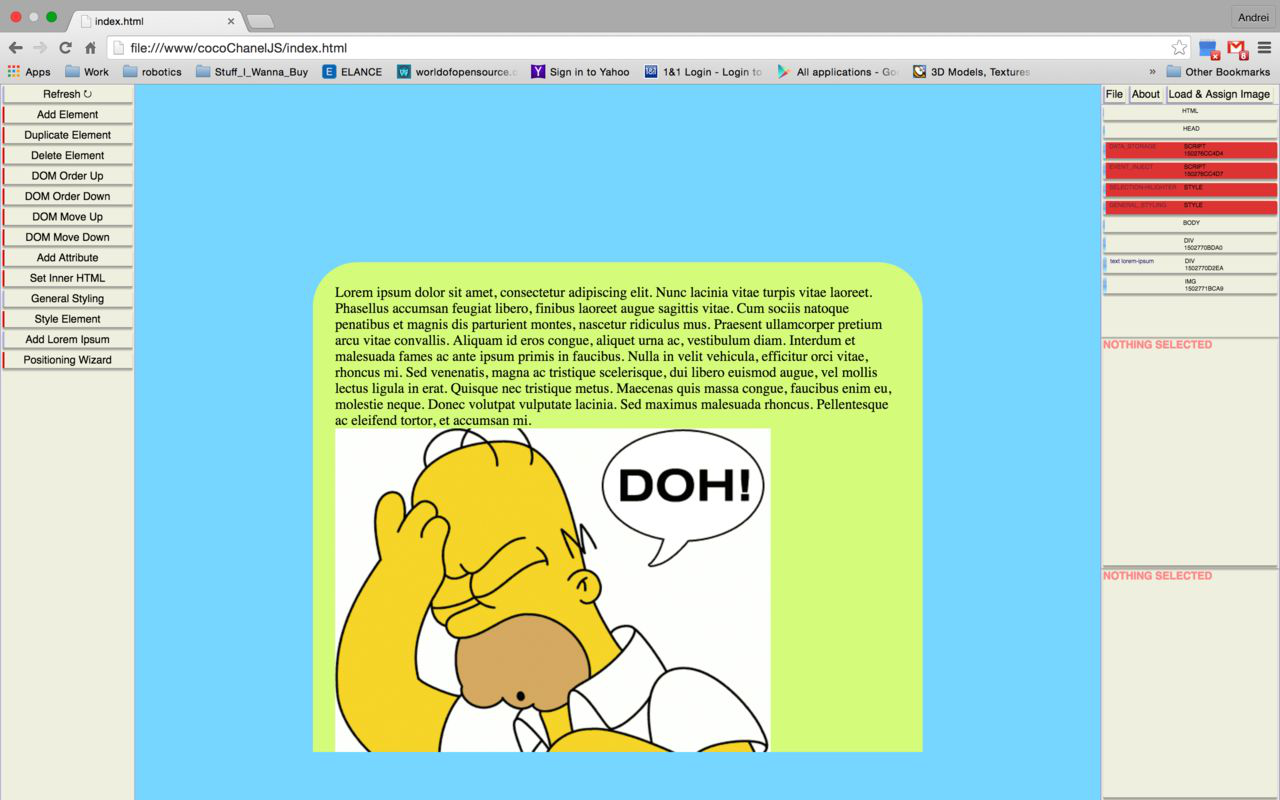 index.html
Andrei
file:///www/cocoChanelJS/index.html
Apps
Work
robotics
Stuff_I_Wanna_Buy
ELANCE
worldofopensource.c
Sign in to Yahoo
1&1 Login - Login to
All applications - Goo
3D Models, Textures
»
Other Bookmarks
Refresh ↻
Add Element
Duplicate Element
Delete Element
DOM Order Up
DOM Order Down
DOM Move Up
DOM Move Down
Add Attribute
Set Inner HTML
General Styling
Style Element
Add Lorem Ipsum
Positioning Wizard
Lorem ipsum dolor sit amet, consectetur adipiscing elit. Nunc lacinia vitae turpis vitae laoreet.
Phasellus accumsan feugiat libero, finibus laoreet augue sagittis vitae. Cum sociis natoque
penatibus et magnis dis parturient montes, nascetur ridiculus mus. Praesent ullamcorper pretium
arcu vitae convallis. Aliquam id eros congue, aliquet urna ac, vestibulum diam. Interdum et
malesuada fames ac ante ipsum primis in faucibus. Nulla in velit vehicula, efficitur orci vitae,
rhoncus mi. Sed venenatis, magna ac tristique scelerisque, dui libero euismod augue, vel mollis
lectus ligula in erat. Quisque nec tristique metus. Maecenas quis massa congue, faucibus enim eu,
molestie neque. Donec volutpat vulputate lacinia. Sed maximus malesuada rhoncus. Pellentesque
ac eleifend tortor, et accumsan mi.
DOH!
File About Load & Assign Image
HTML
HEAD
DATA_STORAGE SCRIPT
150276CC4D4
EVENT_INJECT SCRIPT
150276CC4D7
SELECTION-HILIGHTER STYLE
GENERAL_STYLING STYLE
BODY
DIV
1502770BDA0
text lorem-ipsum DIV
1502770D2EA
IMG
1502771BCA9
NOTHING SELECTED
NOTHING SELECTED